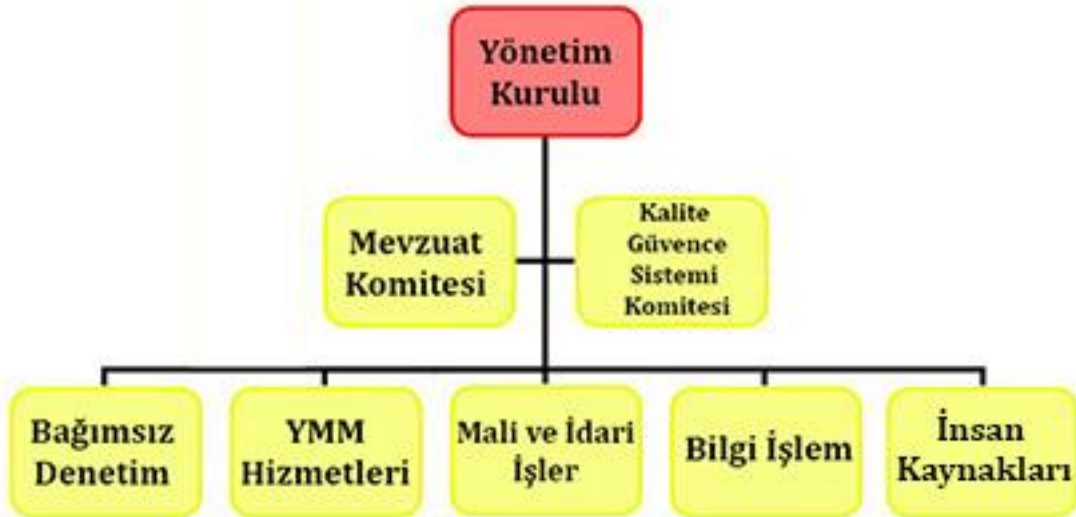 Yönetim
Kurulu
Mevzuat
Komitesi
Kalite
Güvence
Sistemi
Komitesi
Bağımsız
Denetim
YMM
Hizmetleri
Mali ve İdari
İşler
Bilgi İşlem
İnsan
Kaynakları